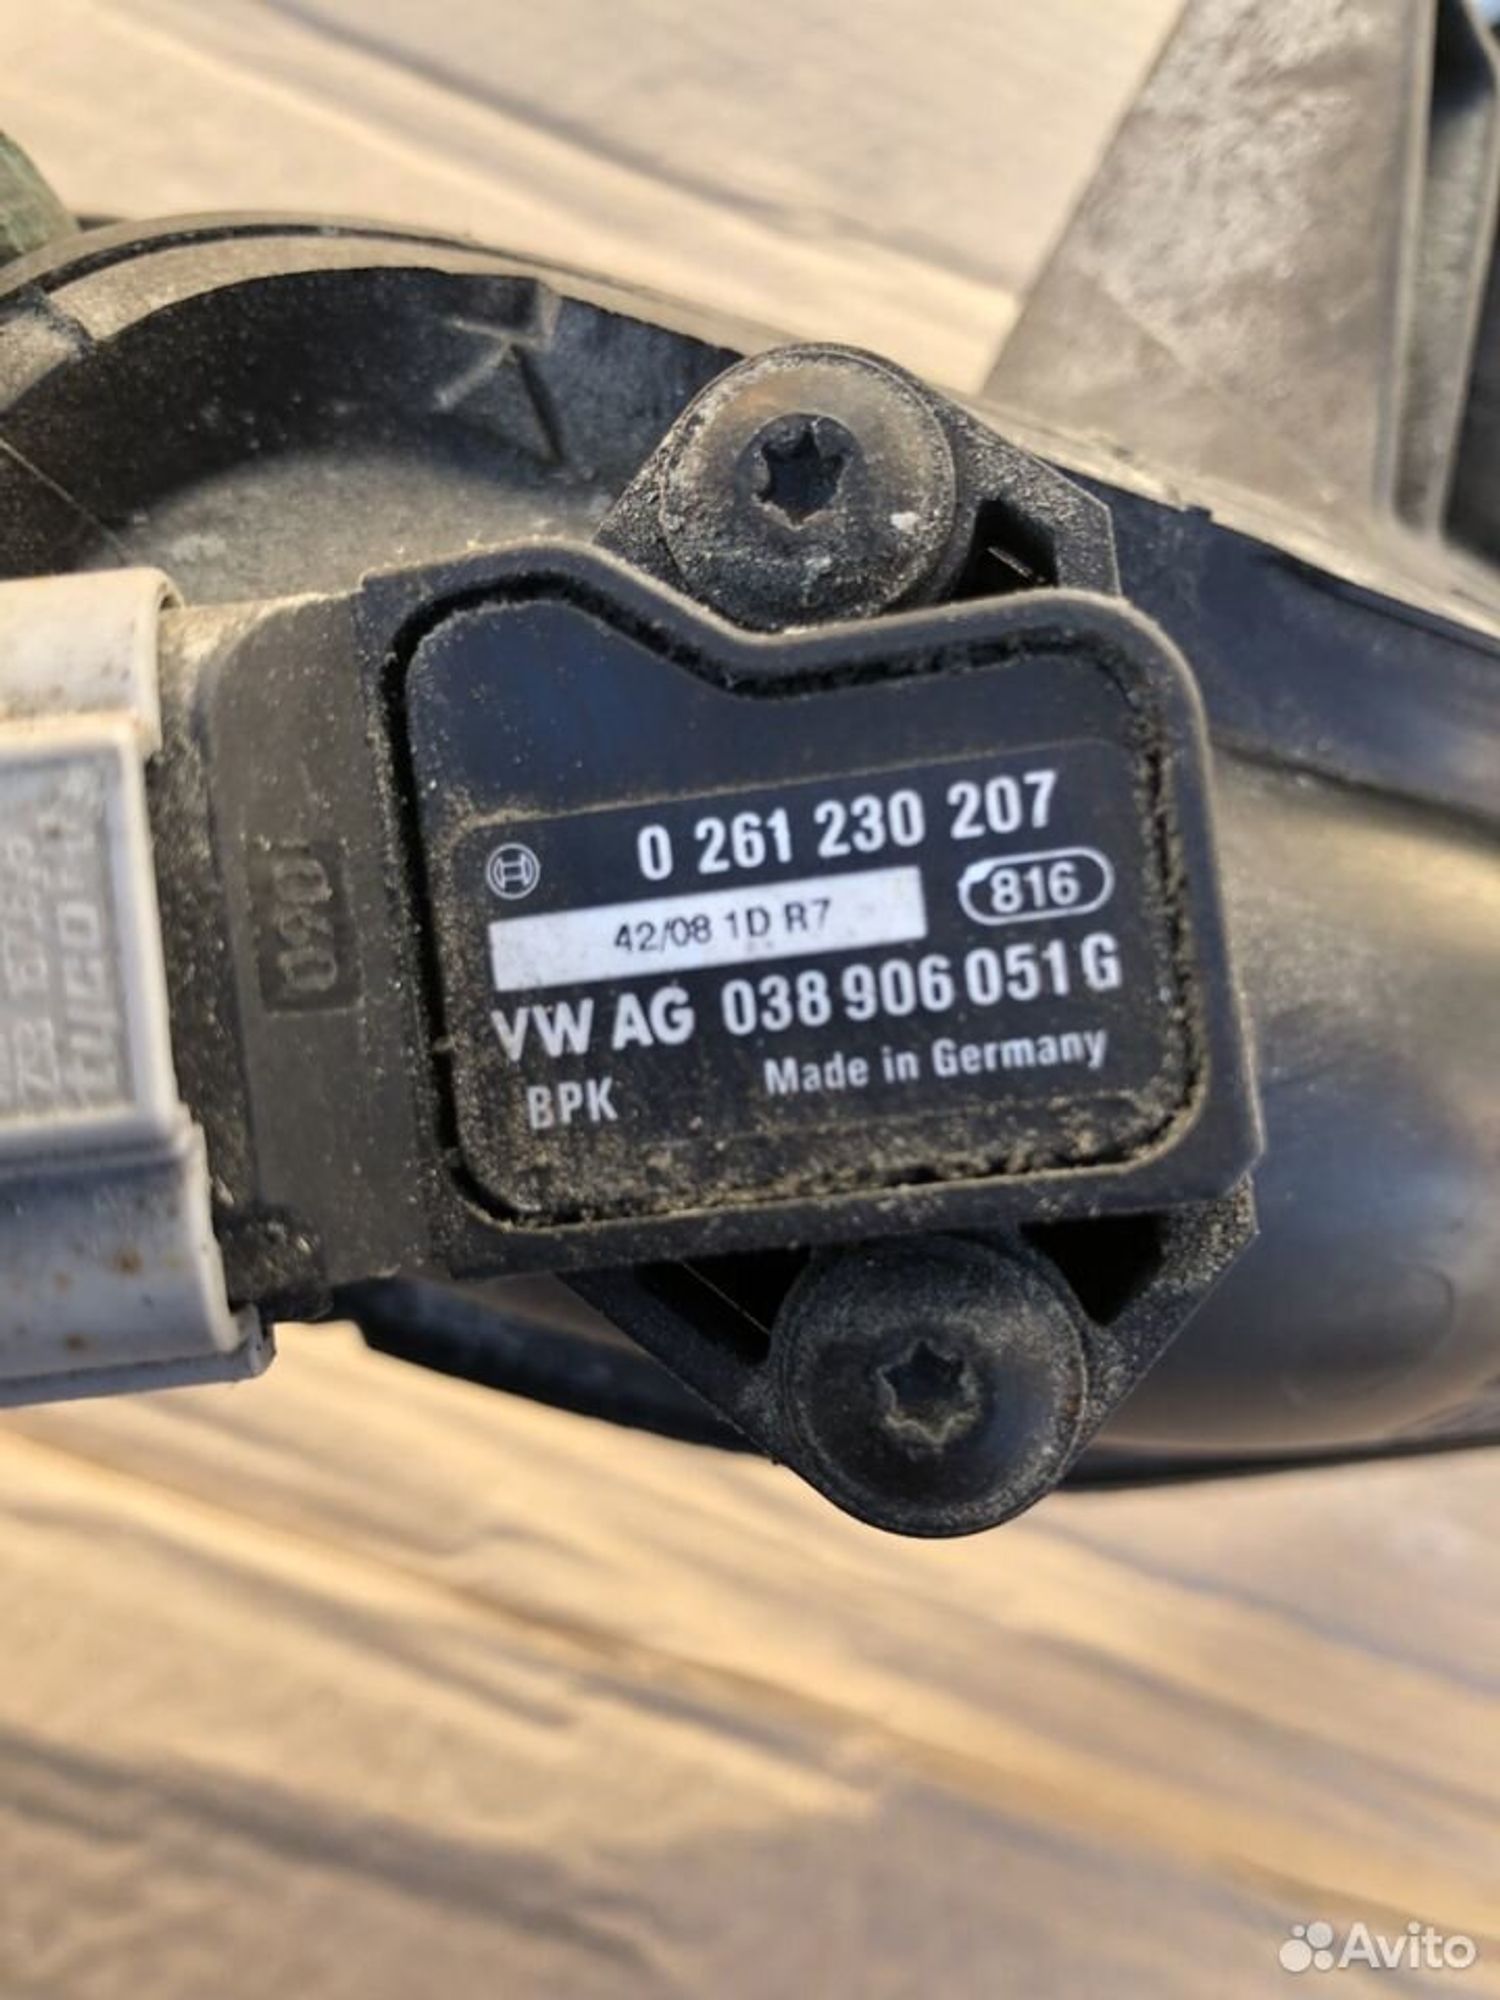 0 261 230 207
42/08 1D R7
816
VW AG 038 906 051 G
BPK
Made in Germany
Avito